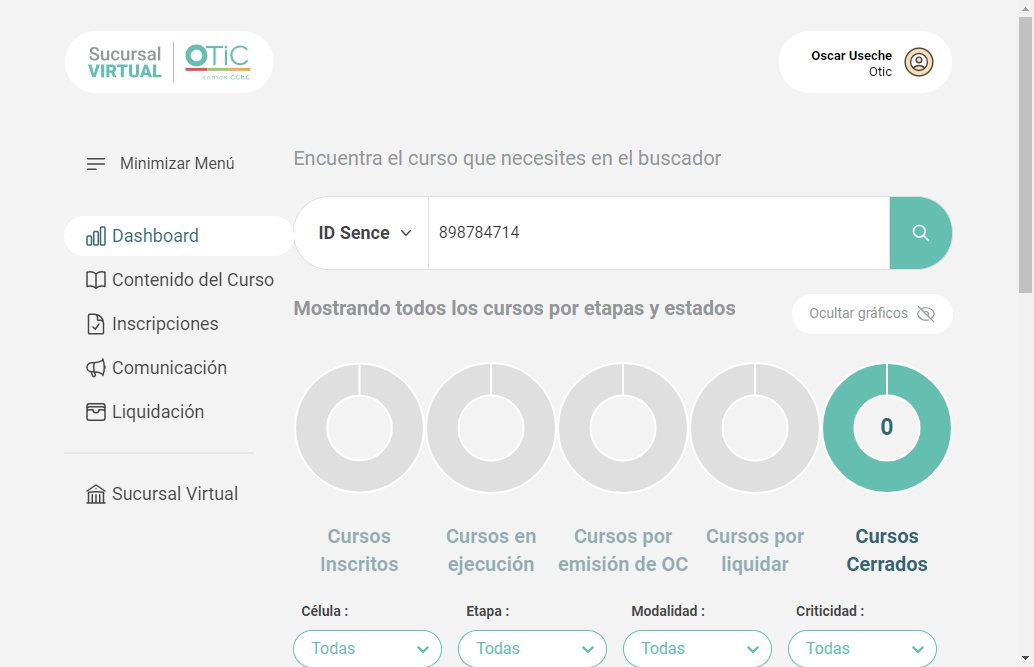 Sucursal
VIRTUAL
OTIC
somos CChC
Oscar Useche
Otic
Minimizar Menú
Encuentra el curso que necesites en el buscador
Dashboard
ID Sence
898784714
Contenido del Curso
Inscripciones
Comunicación
Liquidación
Sucursal Virtual
Mostrando todos los cursos por etapas y estados
Ocultar gráficos
0
Cursos
Inscritos
Cursos en
ejecución
Cursos por
emisión de OC
Cursos por
liquidar
Cursos
Cerrados
Célula :
Etapa :
Modalidad :
Criticidad :
Todas
Todas
Todas
Todas